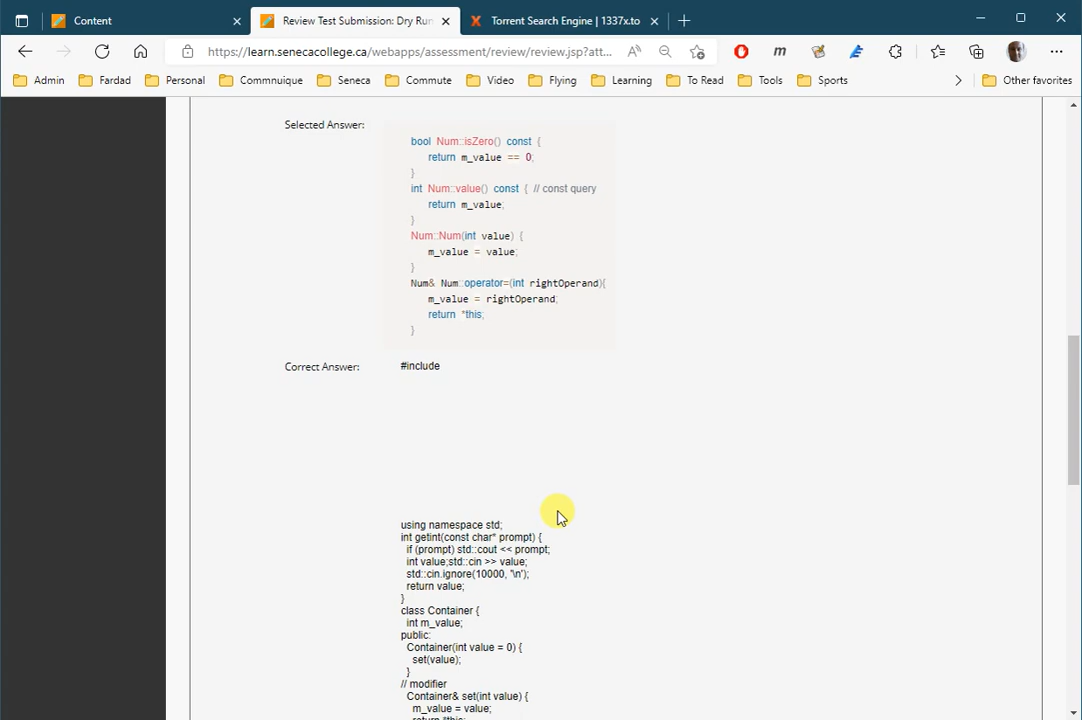 Content
Review Test Submission: Dry Run
Torrent Search Engine | 1337x.to
https://learn.senecacollege.ca/webapps/assessment/review/review.jsp?att...
Admin
Fardad
Personal
Commnuique
Seneca
Commute
Video
Flying
Learning
To Read
Tools
Sports
Other favorites
Selected Answer:
bool Num::isZero() const {
return m_value == 0;
}
int Num::value() const { // const query
return m_value;
}
Num::Num(int value) {
m_value = value;
}
Num& Num::operator=(int rightOperand){
m_value = rightOperand;
return *this;
}
Correct Answer:
#include
using namespace std;
int getint(const char* prompt) {
if (prompt) std::cout << prompt;
int value;std::cin >> value;
std::cin.ignore(10000, '\n');
return value;
}
class Container {
int m_value;
public:
Container(int value = 0) {
set(value);
}
// modifier
Container& set(int value) {
m_value = value;
return *this;